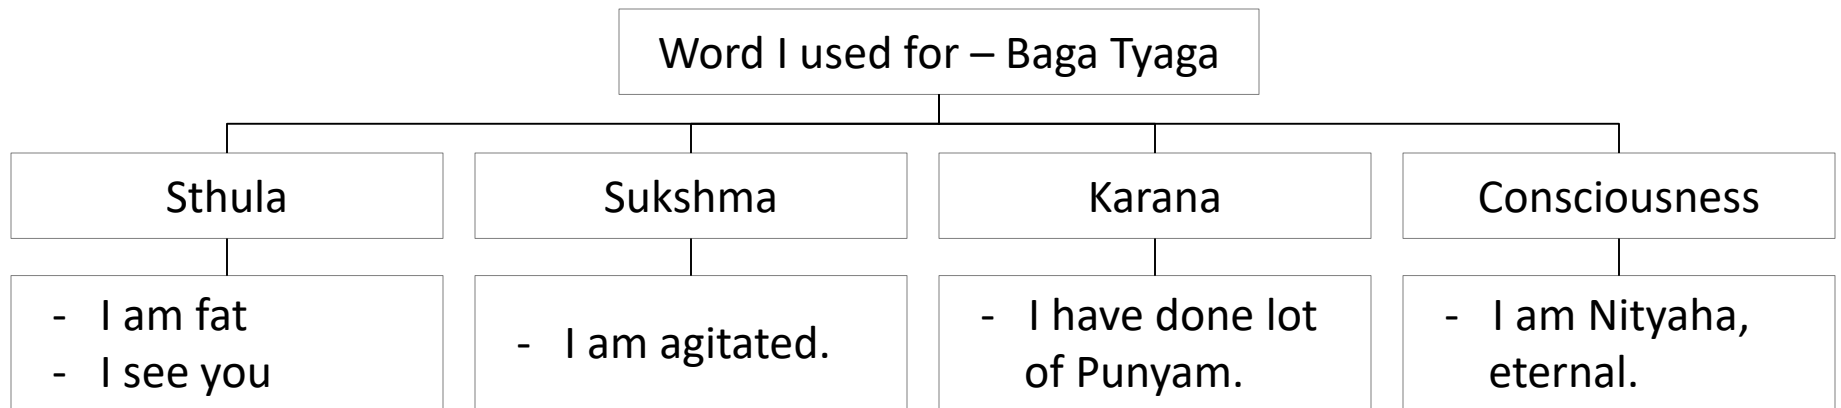 Word I used for – Baga Tyaga
Sthula
Sukshma
Karana
Consciousness
- I am fat
- I see you
- I am agitated.
- I have done lot
of Punyam.
- I am Nityaha,
eternal.